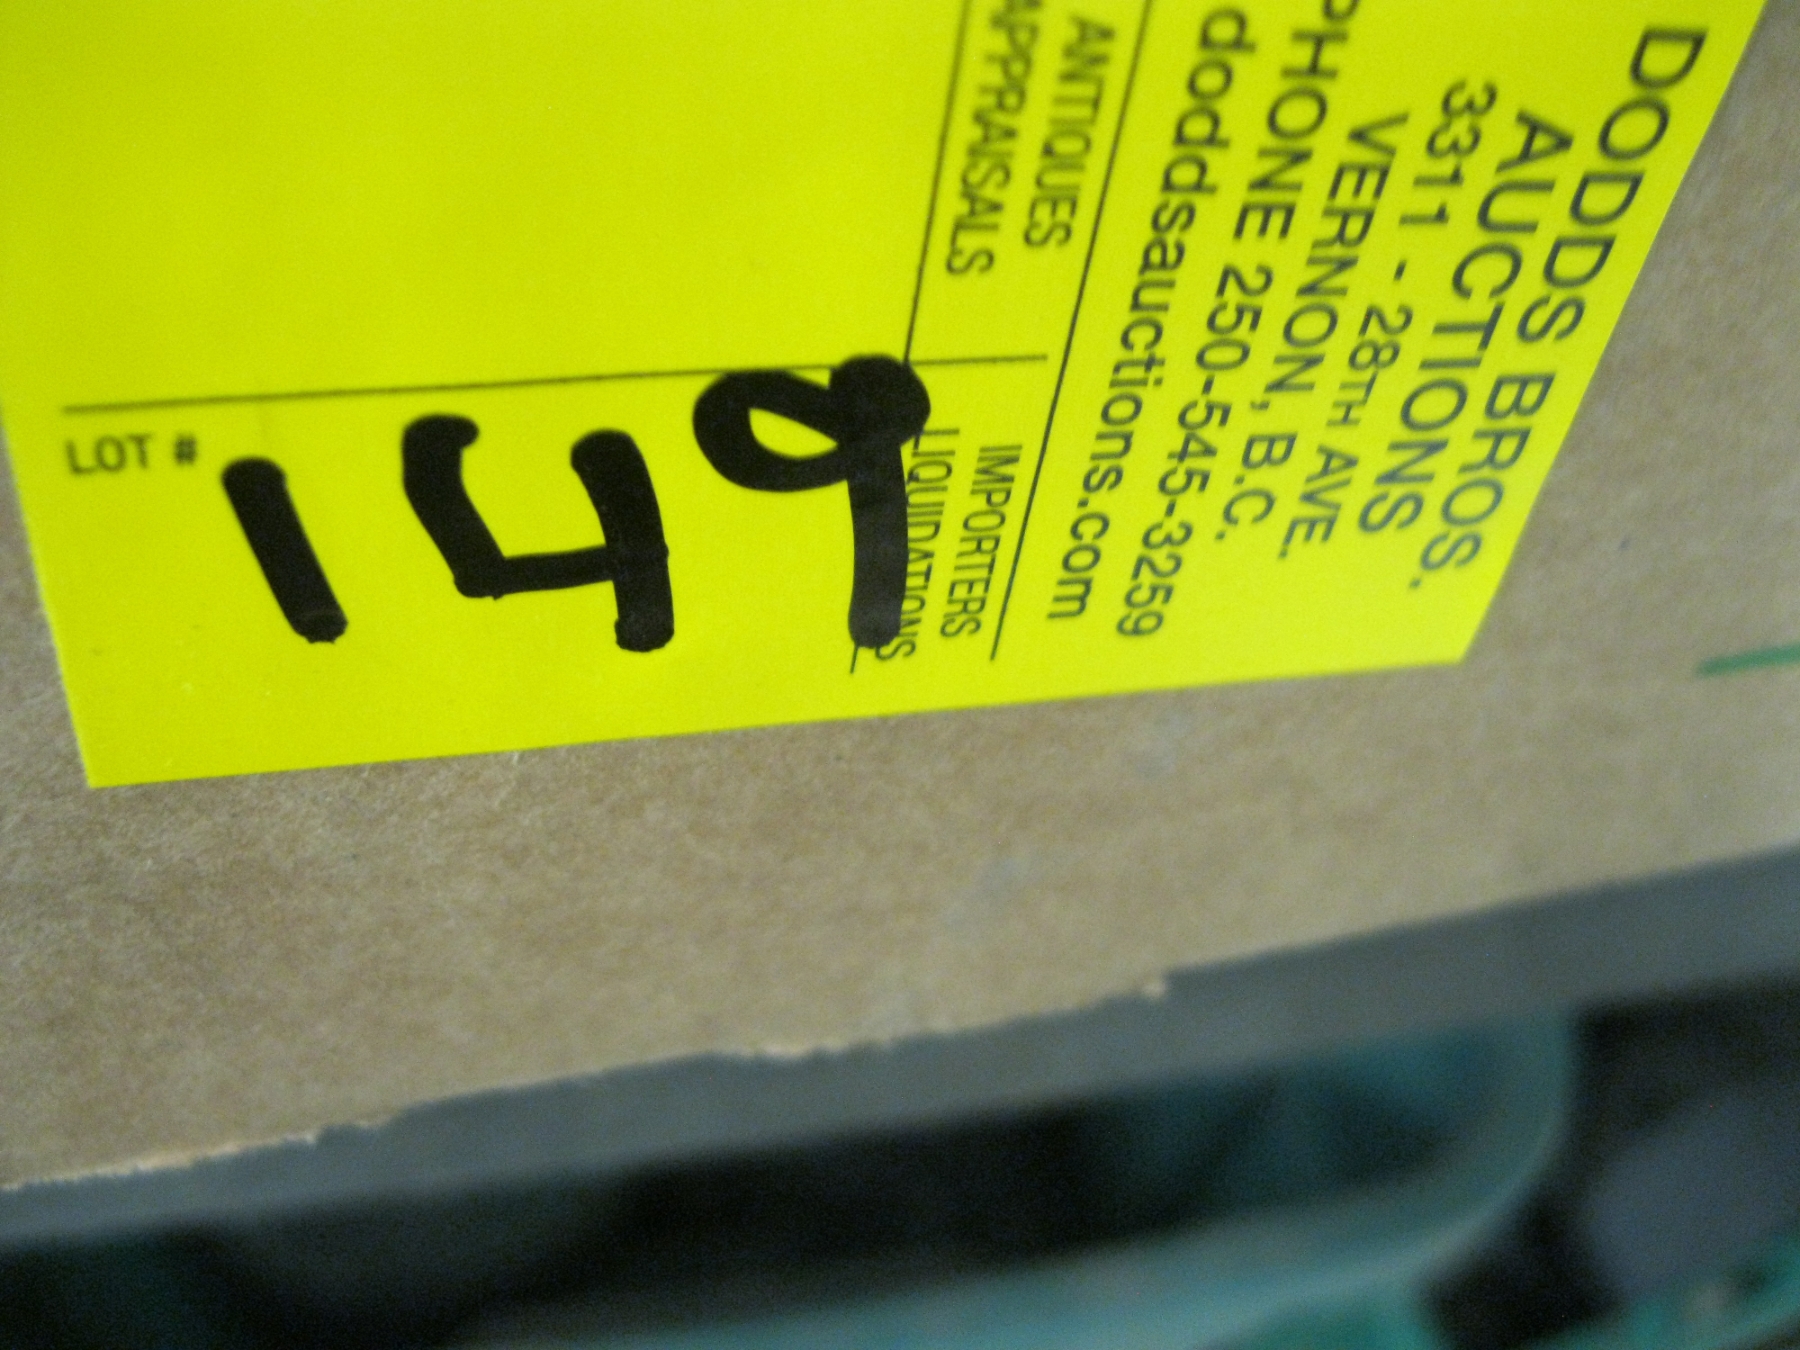 DODDS BROS.
AUCTIONS
3311 - 28TH AVE.
VERNON, B.C.
PHONE 250-545-3259
doddsauctions.com
ANTIQUES
APPRAISALS
IMPORTERS
LIQUIDATIONS
LOT # 149